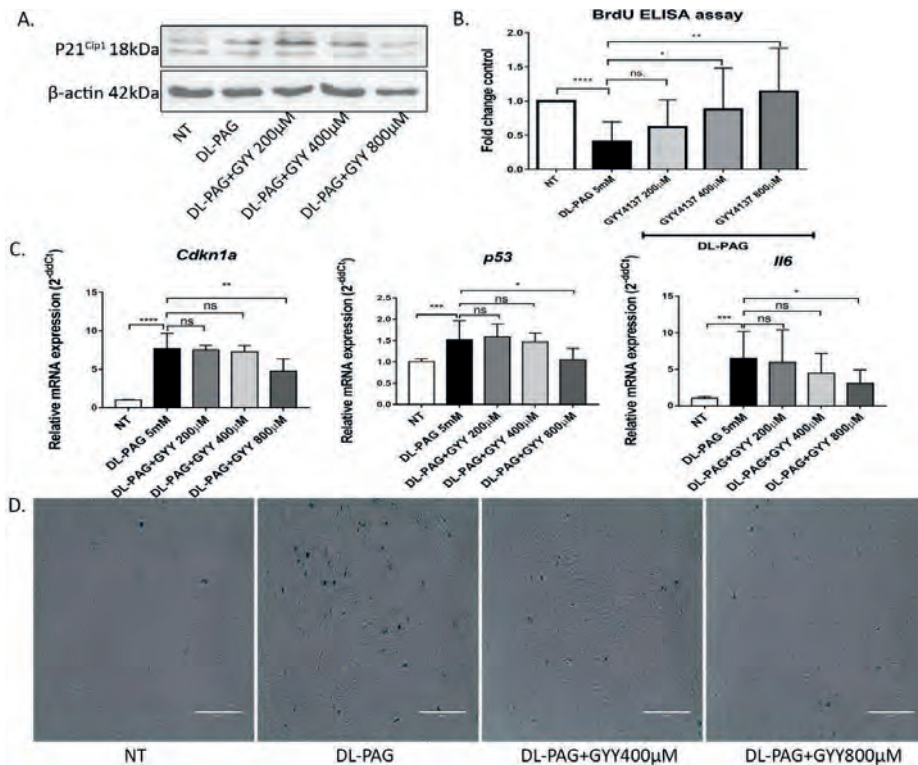 A.
P21Cip1 18kDa
β-actin 42kDa
NT
DL-PAG
DL-PAG+GYY 200µM
DL-PAG+GYY 400µM
DL-PAG+GYY 800µM
B.
BrdU ELISA assay
**
*
**** ns.
Fold change control
2.0
1.5
1.0
0.5
0.0
NT
DL-PAG 5mM
GYY4137 200µM
GYY4137 400µM
GYY4137 800µM
DL-PAG
C.
Cdkn1a
Relative mRNA expression (2-ddCt)
15
10
5
0
**
ns
**** ns
NT
DL-PAG 5mM
DL-PAG+GYY 200µM
DL-PAG+GYY 400µM
DL-PAG+GYY 800µM
p53
Relative mRNA expression (2-ddCt)
2.5
2.0
1.5
1.0
0.5
0.0
*
ns
*** ns
NT
DL-PAG 5mM
DL-PAG+GYY 200µM
DL-PAG+GYY 400µM
DL-PAG+GYY 800µM
Il6
Relative mRNA expression (2-ddCt)
15
10
5
0
*
ns
*** ns
NT
DL-PAG 5mM
DL-PAG+GYY 200µM
DL-PAG+GYY 400µM
DL-PAG+GYY 800µM
D.
NT
DL-PAG
DL-PAG+GYY400µM
DL-PAG+GYY800µM